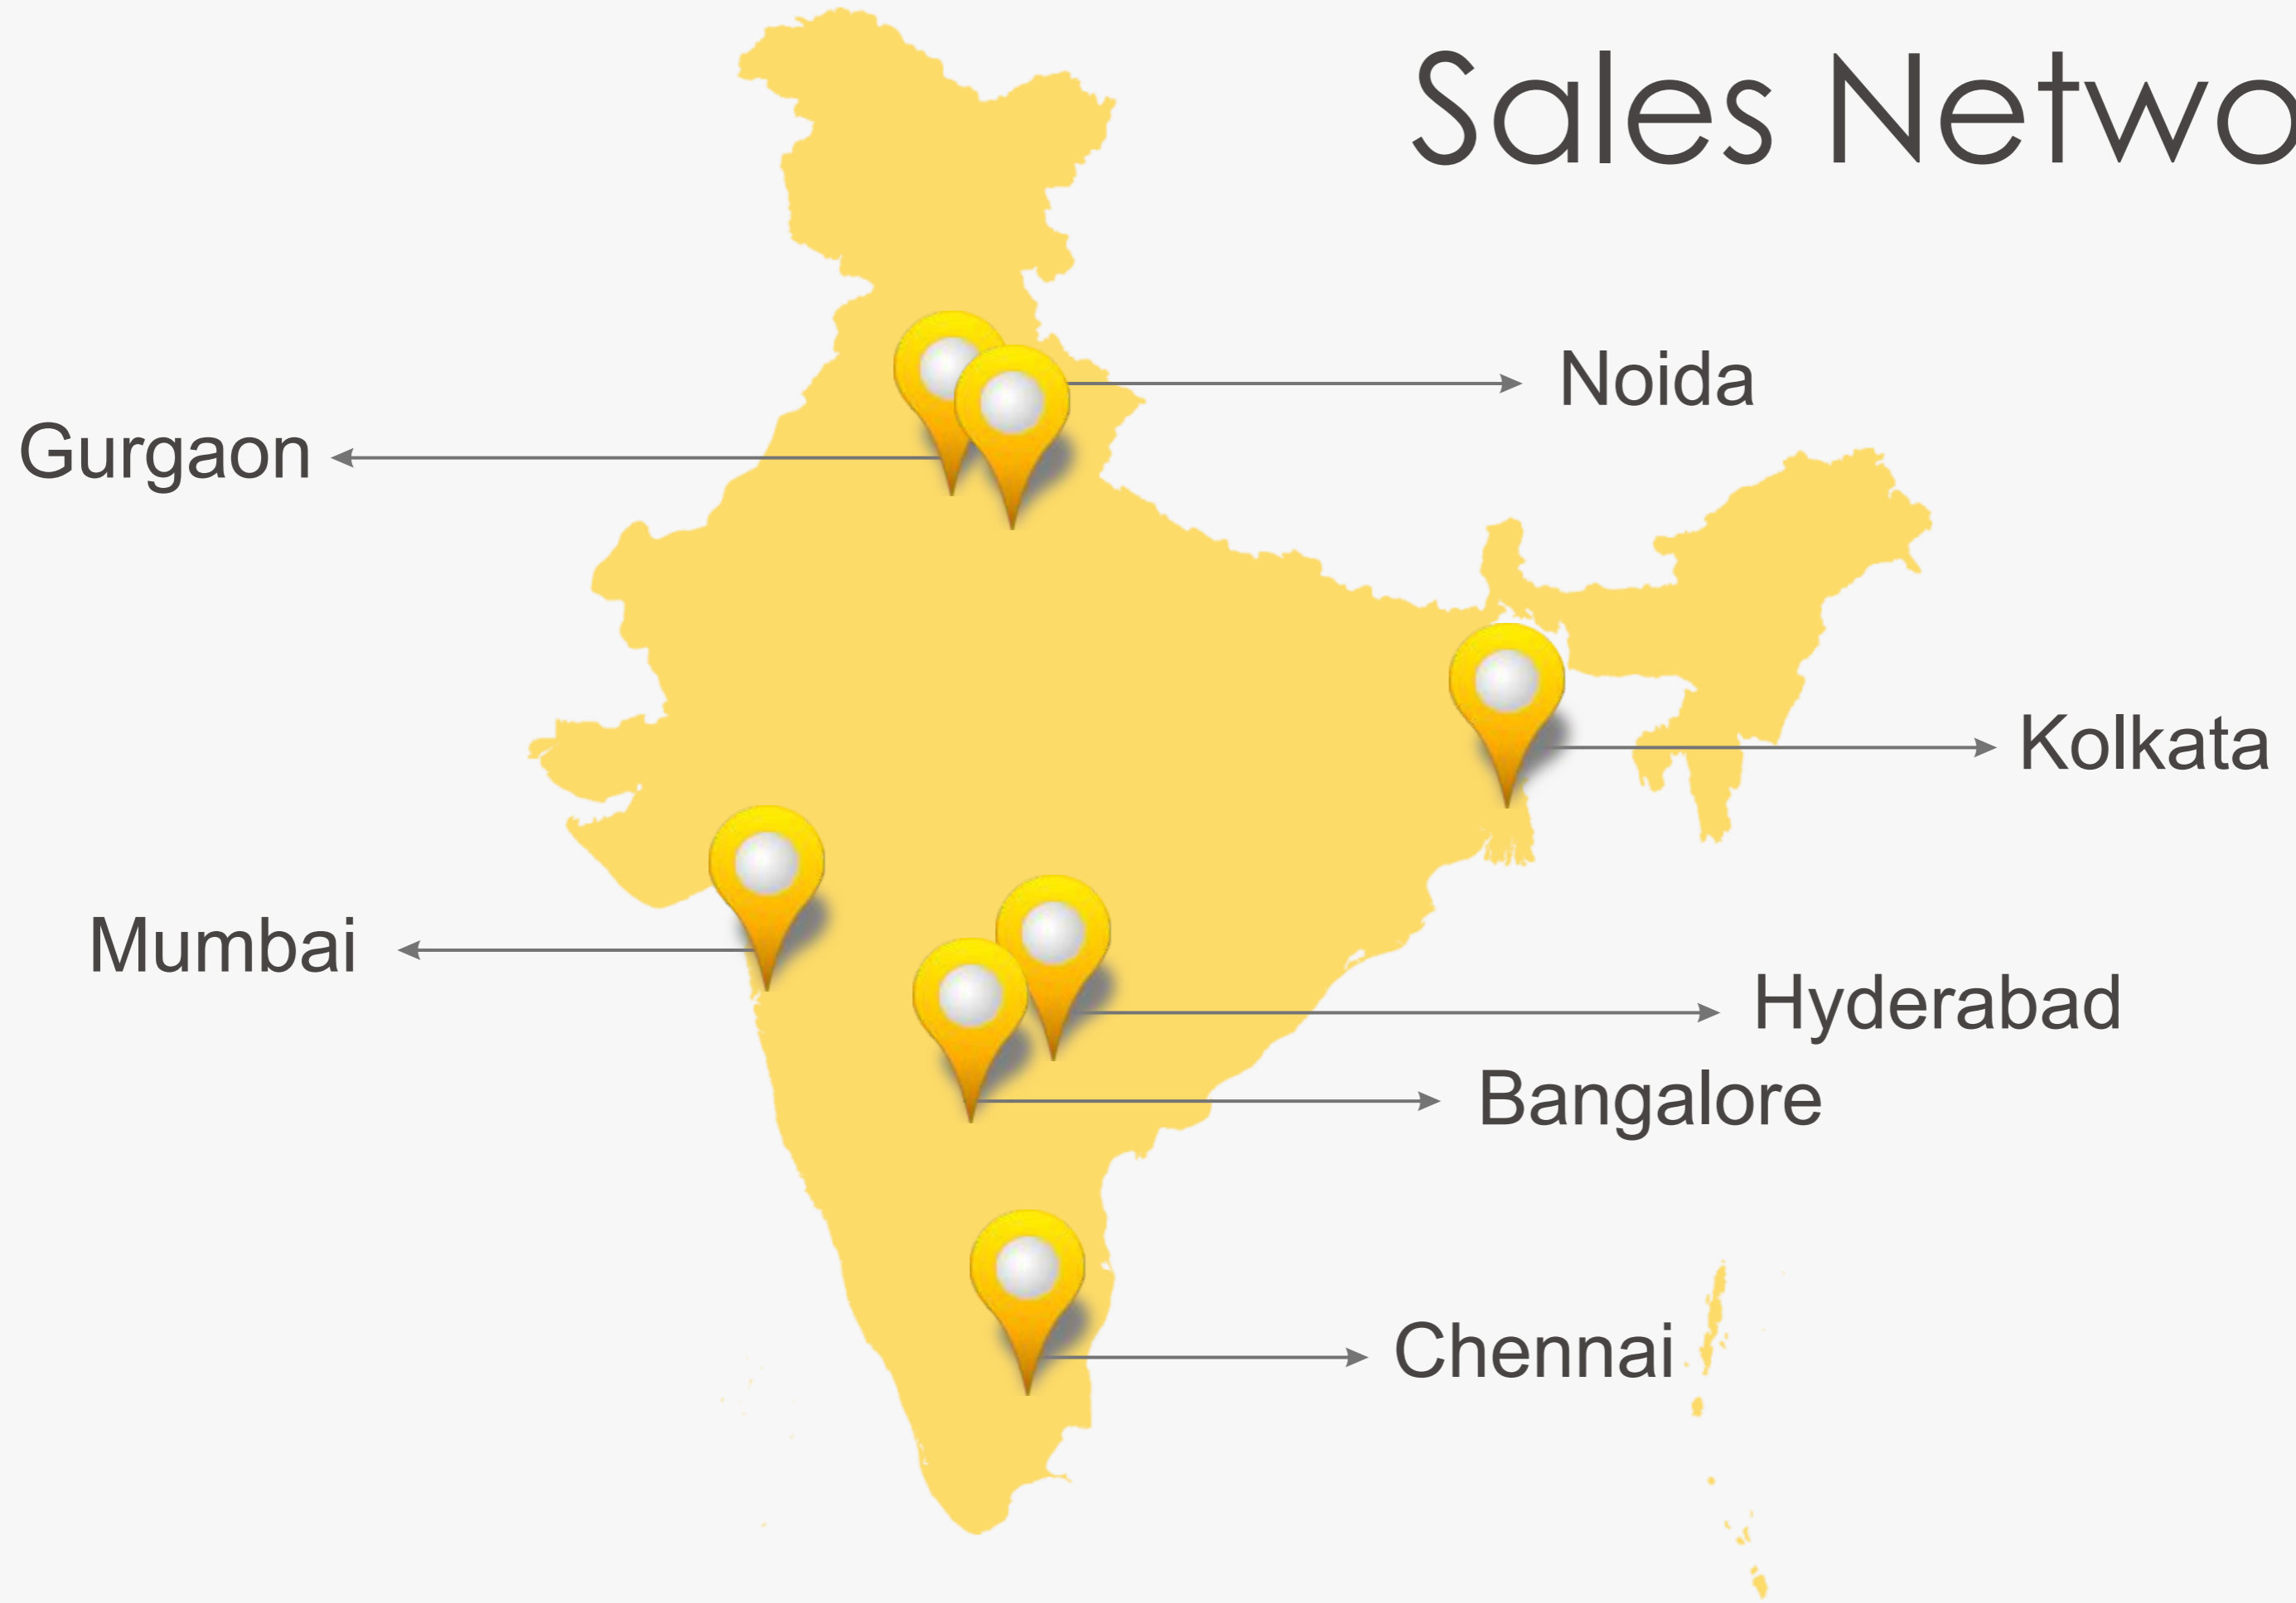 Sales Netwo
Noida
Gurgaon
Kolkata
Mumbai
Hyderabad
Bangalore
Chennai